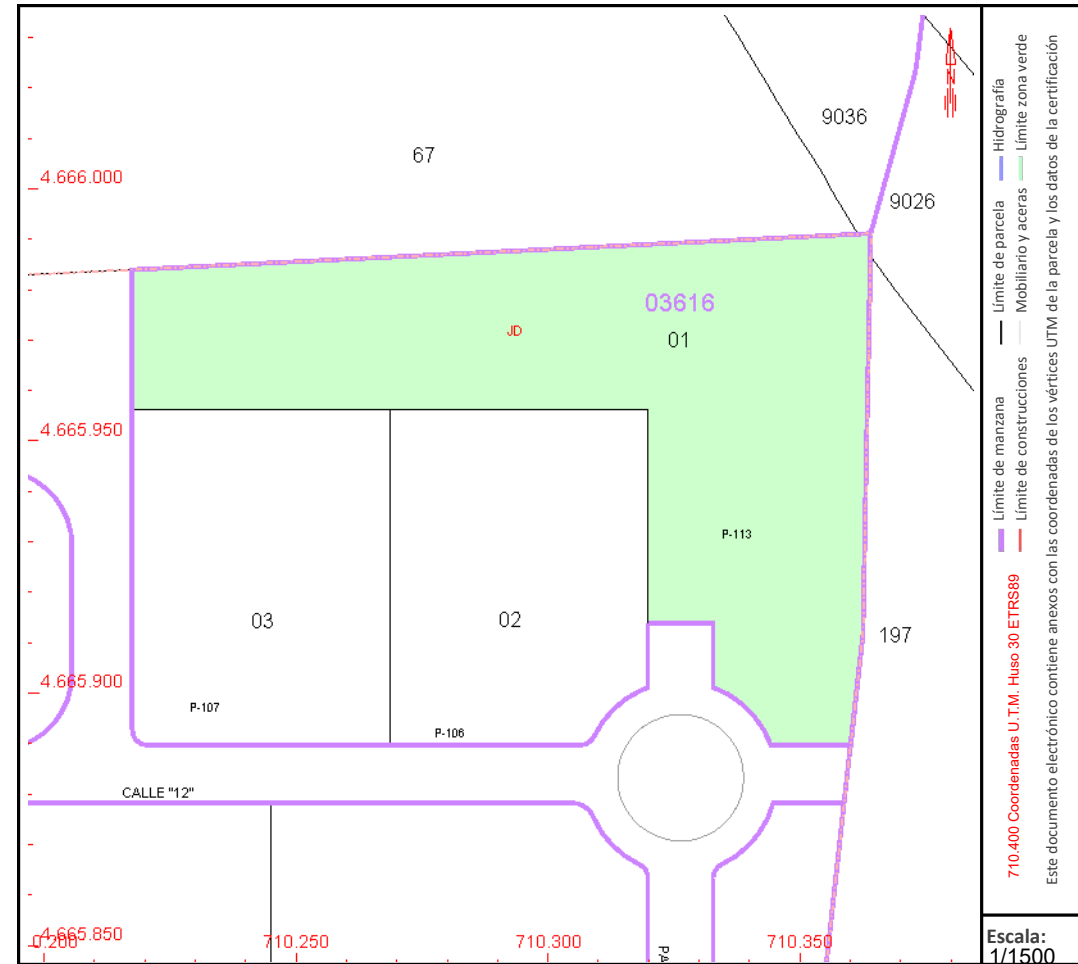 67
9036
9026
4.666.000
03616
JD
01
4.665.950
P-113
03
02
197
4.665.900
P-107
P-106
CALLE "12"
PA
4.665.850
710.250
710.300
710.350
Límite de manzana
Límite de parcela
Hidrografía
Límite de construcciones
Mobiliario y aceras
Límite zona verde
710.400 Coordenadas U.T.M. Huso 30 ETRS89
Este documento electrónico contiene anexos con las coordenadas de los vértices UTM de la parcela y los datos de la certificación
Escala:
1/1500